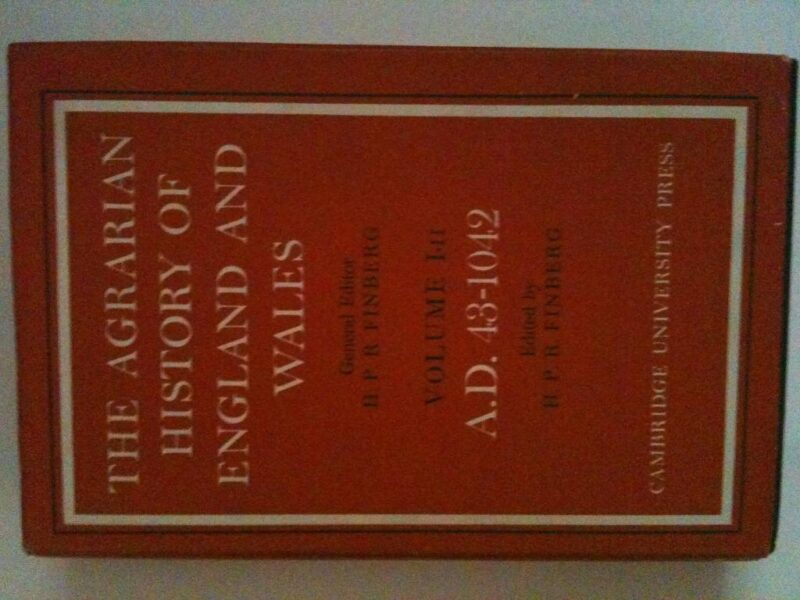 THE AGRARIAN
HISTORY OF
ENGLAND AND
WALES
General Editor
H P R FINBERG
VOLUME I·II
A.D. 43-1042
Edited by
H P R FINBERG
CAMBRIDGE UNIVERSITY PRESS